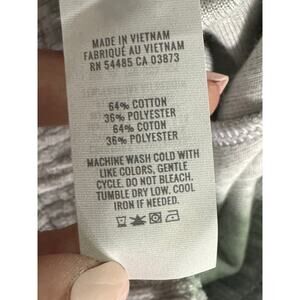 MADE IN VIETNAM
FABRIQUÉ AU VIETNAM
RN 54485 CA 03873
64% COTTON
36% POLYESTER
64% COTON
36% POLYESTER
MACHINE WASH COLD WITH
LIKE COLORS, GENTLE
CYCLE. DO NOT BLEACH.
TUMBLE DRY LOW. COOL
IRON IF NEEDED.